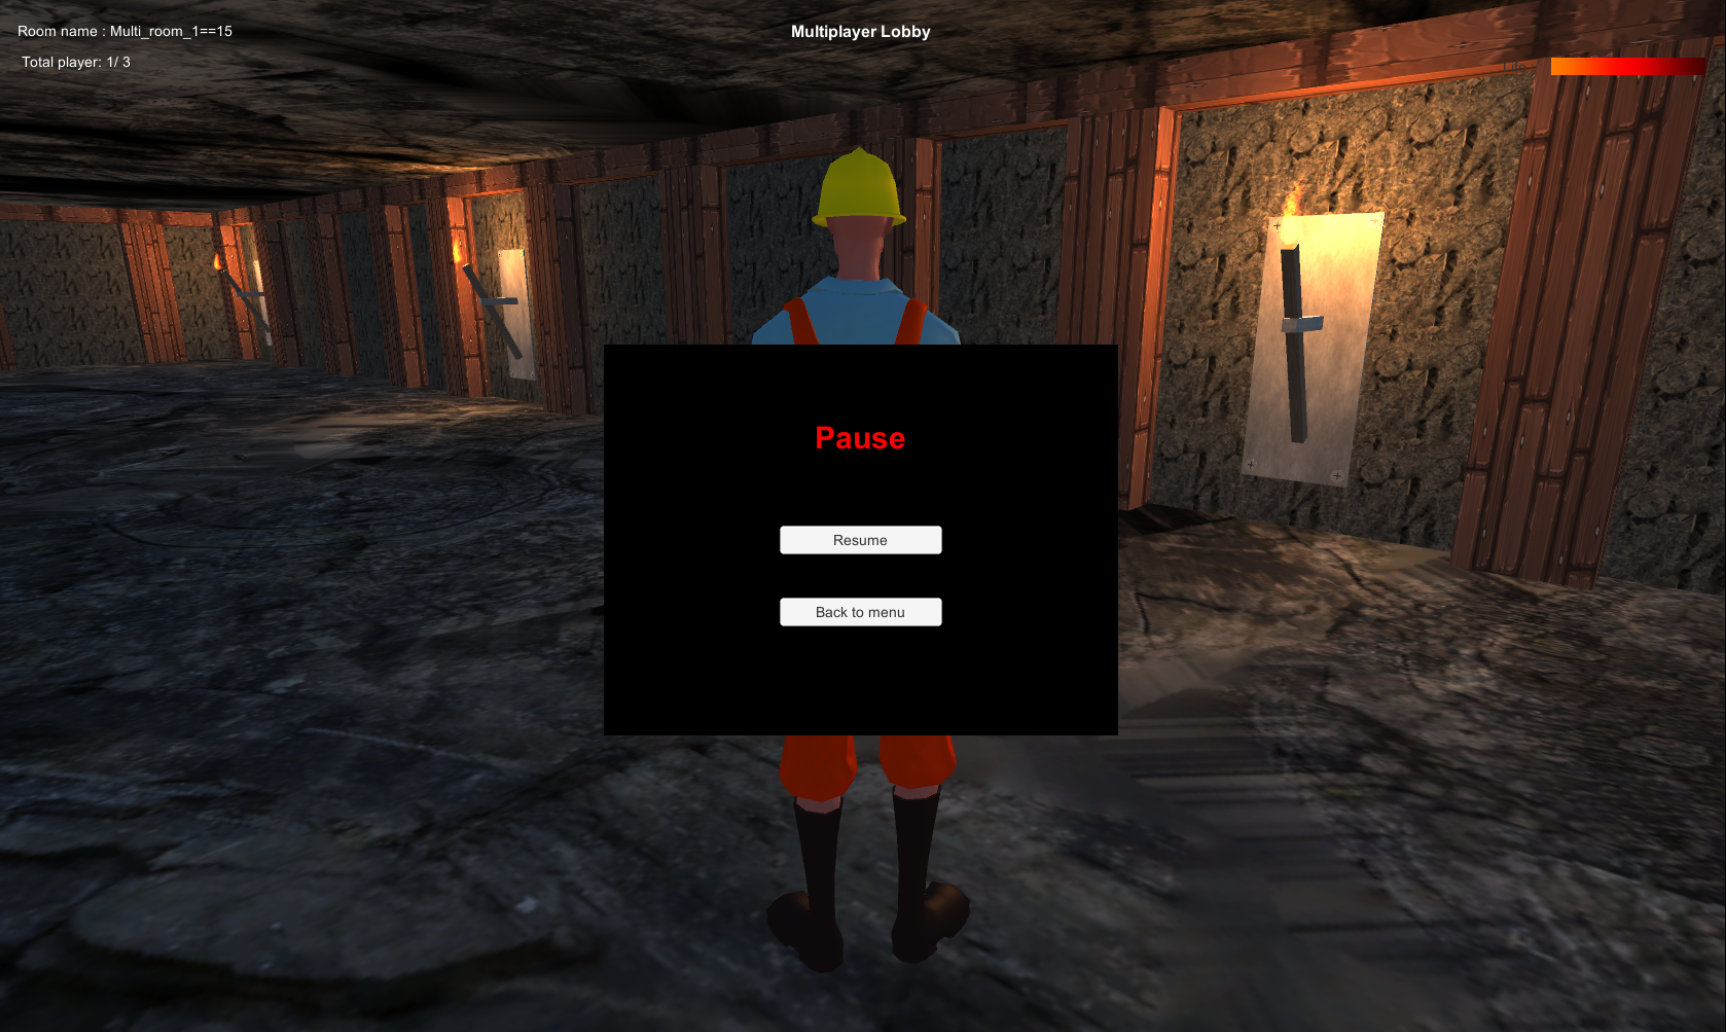 Room name : Multi_room_1==15
Multiplayer Lobby
Total player: 1/ 3
Pause
Resume
Back to menu